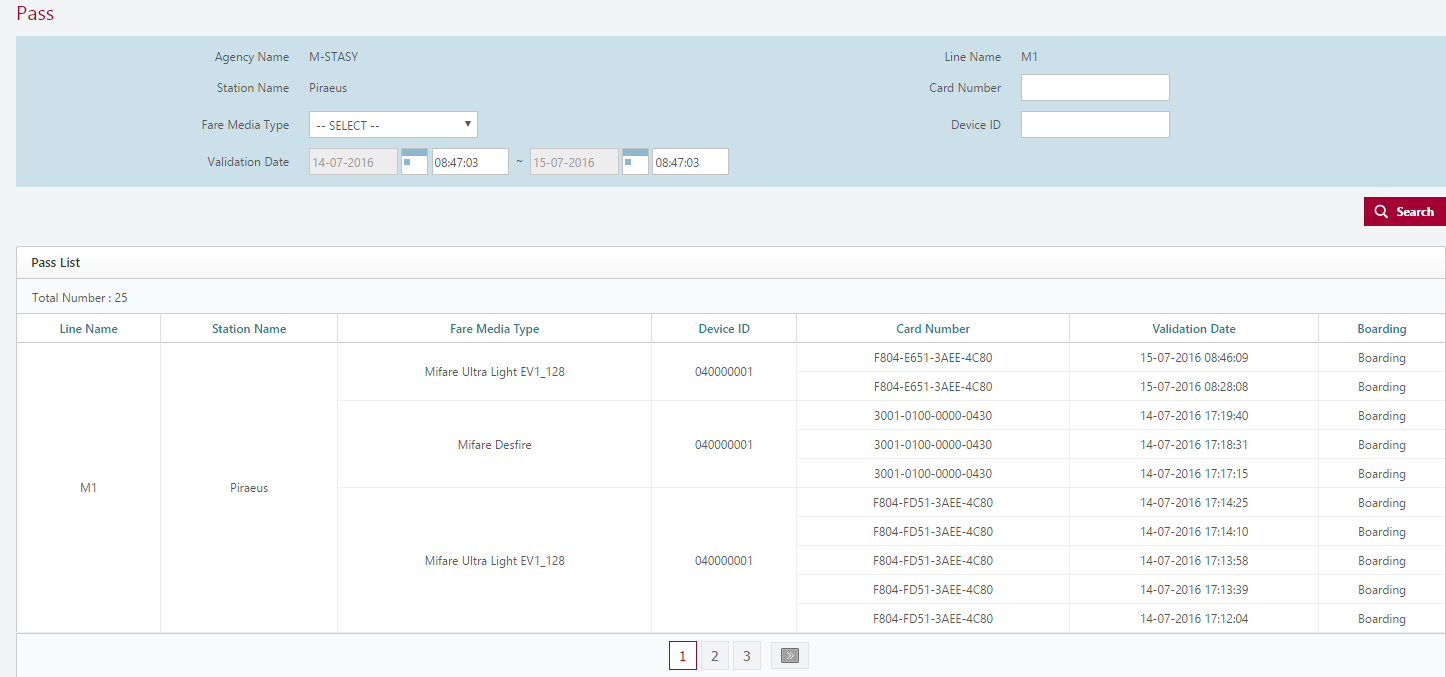 Pass
Agency Name M-STASY Line Name M1
Station Name Piraeus Card Number
Fare Media Type -- SELECT -- Device ID
Validation Date 14-07-2016 08:47:03 ~ 15-07-2016 08:47:03
Search
Pass List
Total Number : 25
Line Name Station Name Fare Media Type Device ID Card Number Validation Date Boarding
F804-E651-3AEE-4C80 15-07-2016 08:46:09 Boarding
Mifare Ultra Light EV1_128 040000001
F804-E651-3AEE-4C80 15-07-2016 08:28:08 Boarding
3001-0100-0000-0430 14-07-2016 17:19:40 Boarding
Mifare Desfire 040000001 3001-0100-0000-0430 14-07-2016 17:18:31 Boarding
3001-0100-0000-0430 14-07-2016 17:17:15 Boarding
M1 Piraeus
F804-FD51-3AEE-4C80 14-07-2016 17:14:25 Boarding
F804-FD51-3AEE-4C80 14-07-2016 17:14:10 Boarding
Mifare Ultra Light EV1_128 040000001 F804-FD51-3AEE-4C80 14-07-2016 17:13:58 Boarding
F804-FD51-3AEE-4C80 14-07-2016 17:13:39 Boarding
F804-FD51-3AEE-4C80 14-07-2016 17:12:04 Boarding
1 2 3